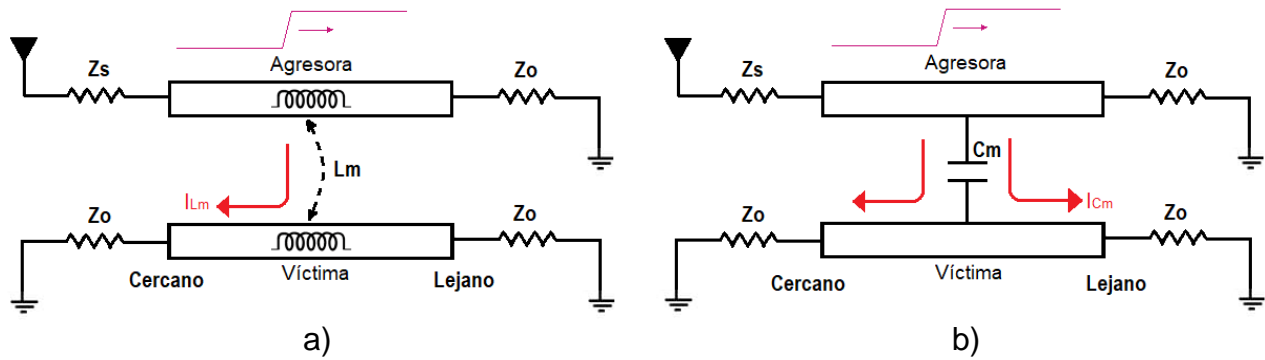 Agresora
Zs
Zo
Lm
ILm
Zo
Zo
Cercano
Víctima
Lejano
a)
Agresora
Zs
Zo
Cm
ICm
Zo
Zo
Cercano
Víctima
Lejano
b)